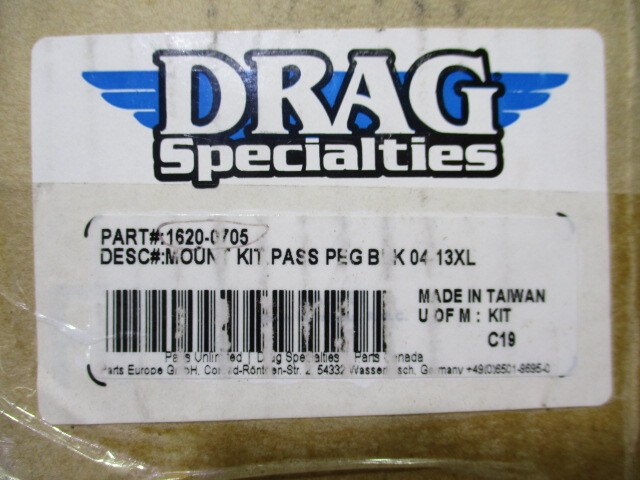 DRAG
Specialties
PART#:1620-0705
DESC#:MOUNT KIT PASS PEG BLK 04 13XL
MADE IN TAIWAN
U OF M : KIT
C19
Parts Unlimited | Drag Specialties Parts Canada
Parts Europe GmbH, Conrad-Röntgen-Str. 2, 54332 Wasserliesch, Germany +49(0)6501-9695-0